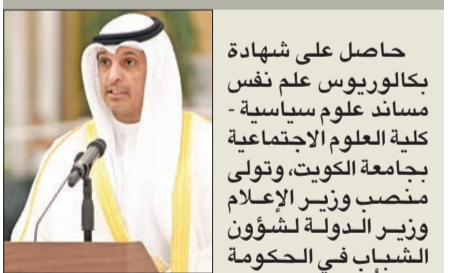 حاصل على شهادة
بكالوريوس علم نفس
مساند علوم سياسية -
كلية العلوم الاجتماعية
بجامعة الكويت، وتولى
منصب وزير الإعلام
وزير الدولة لشؤون
الشباب في الحكومة